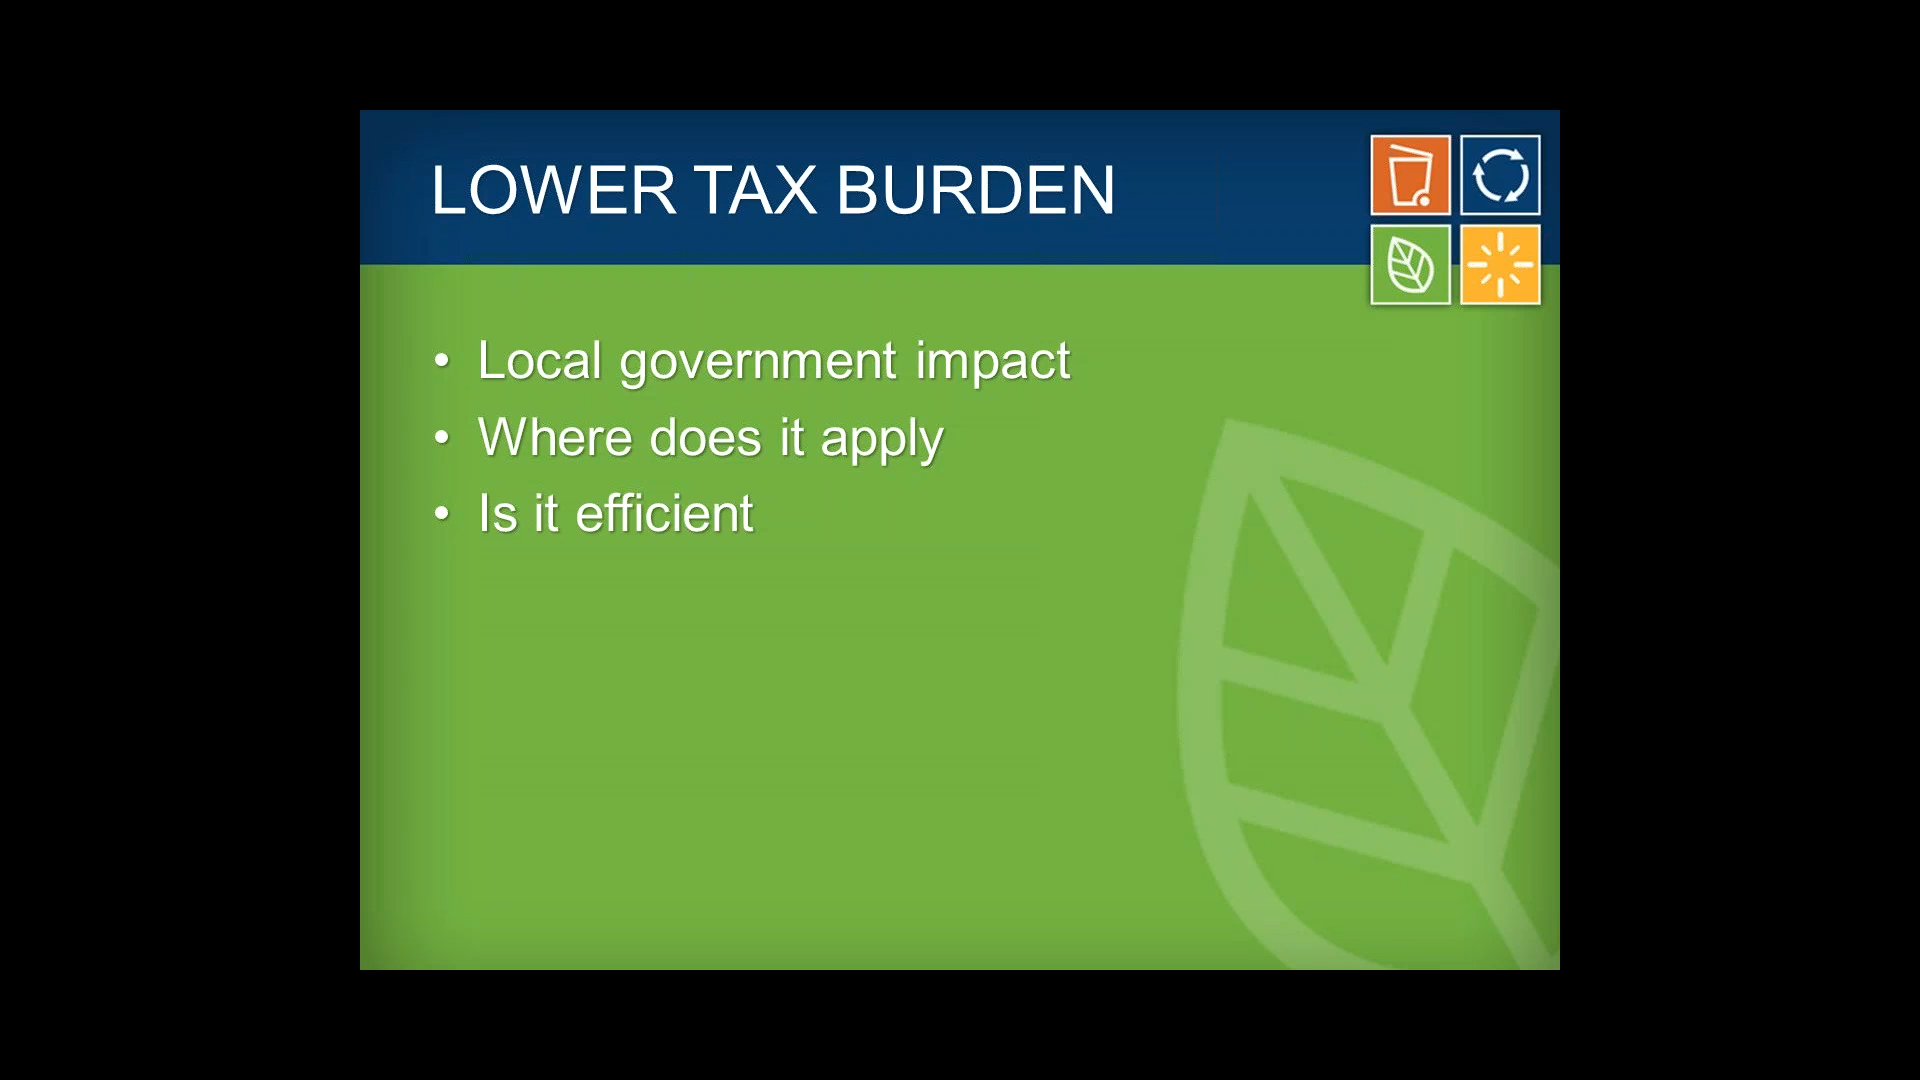 LOWER TAX BURDEN
• Local government impact
• Where does it apply
• Is it efficient